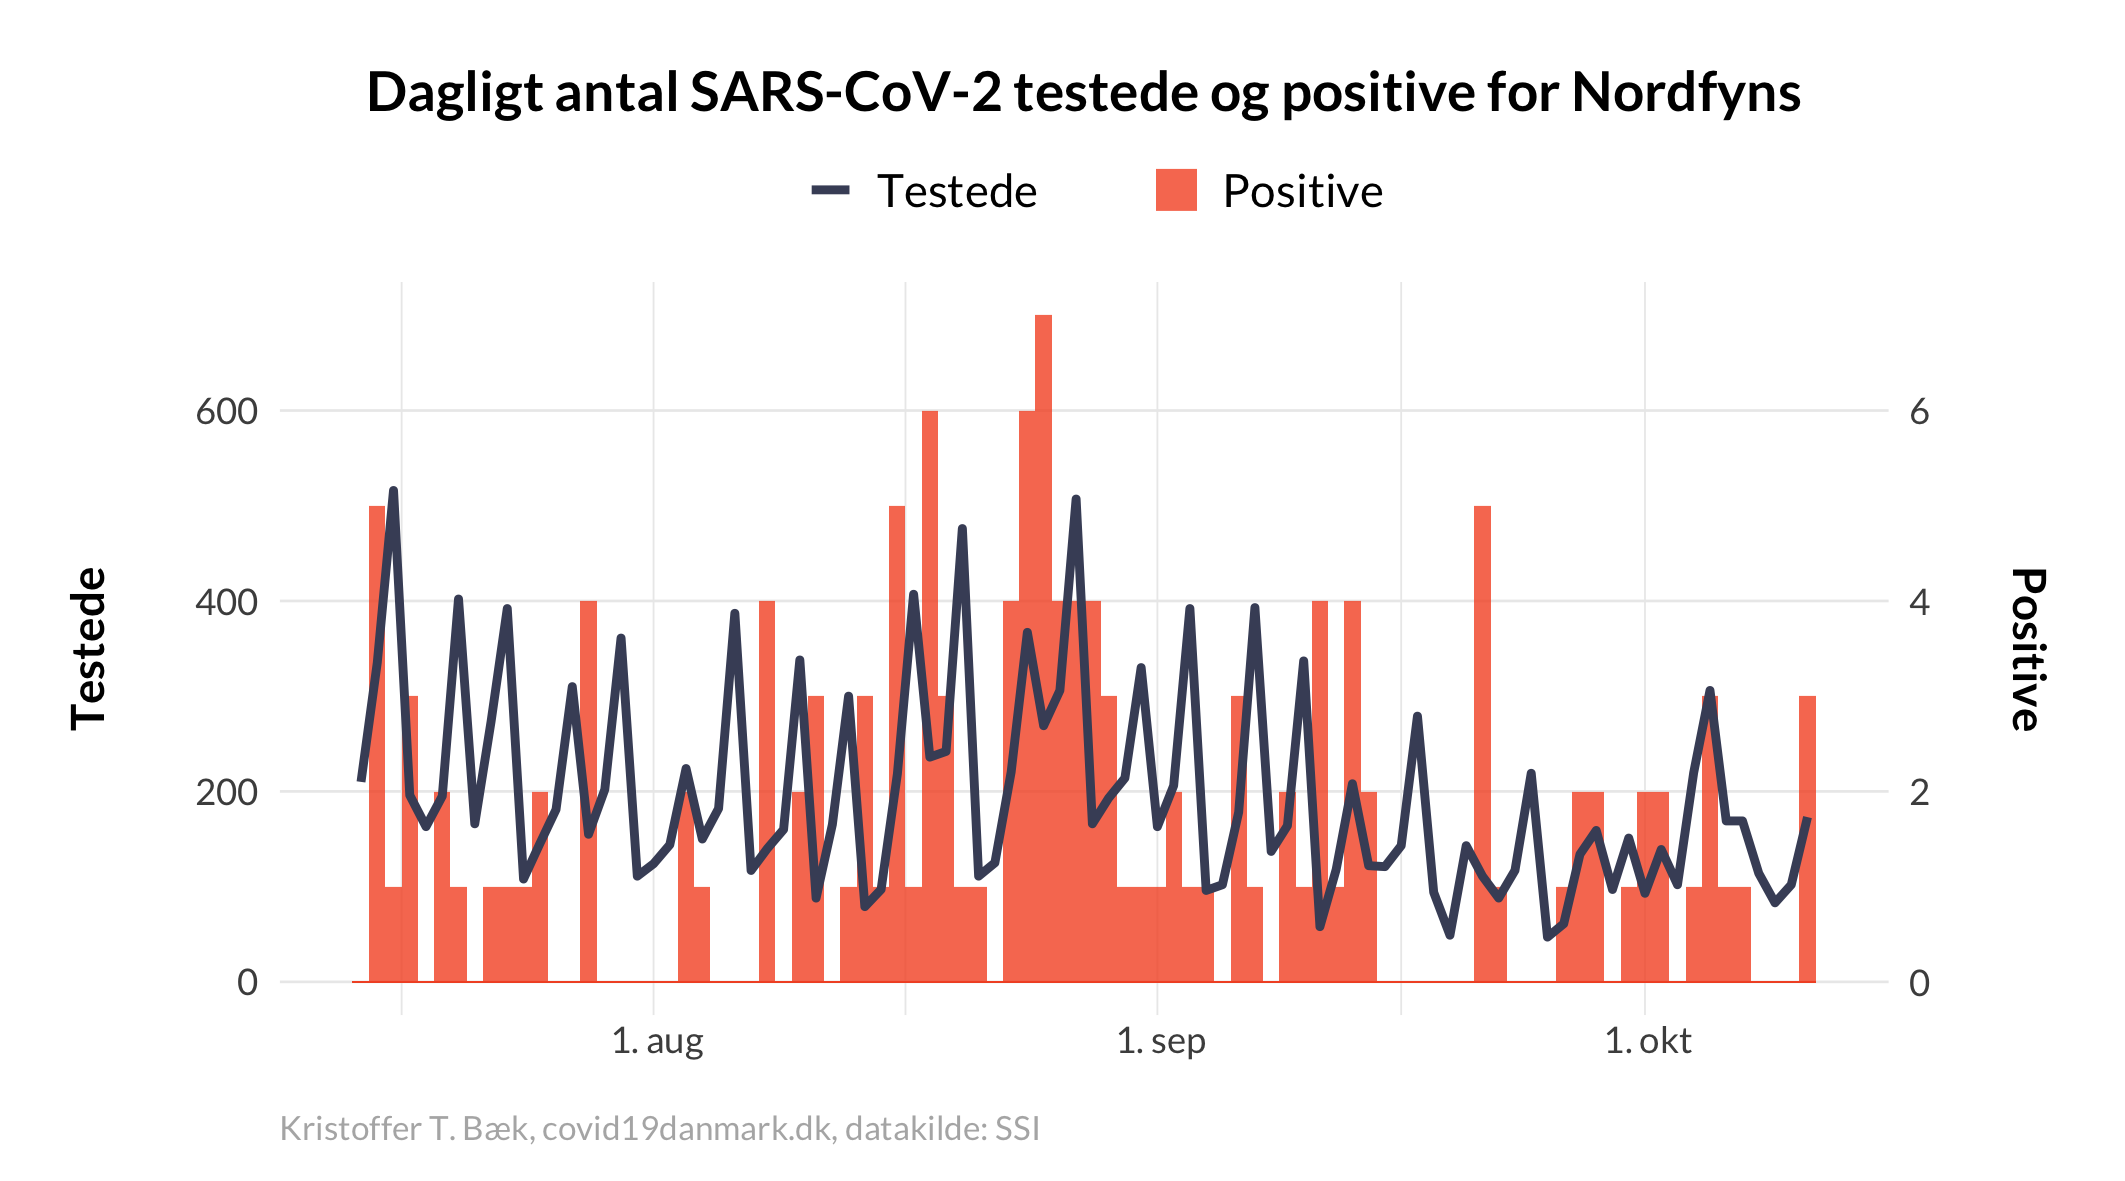 Dagligt antal SARS-CoV-2 testede og positive for Nordfyns
Testede Positive
600 6
400 4
200 2
0 0
Testede
Positive
1. aug 1. sep 1. okt
Kristoffer T. Bæk, covid19danmark.dk, datakilde: SSI